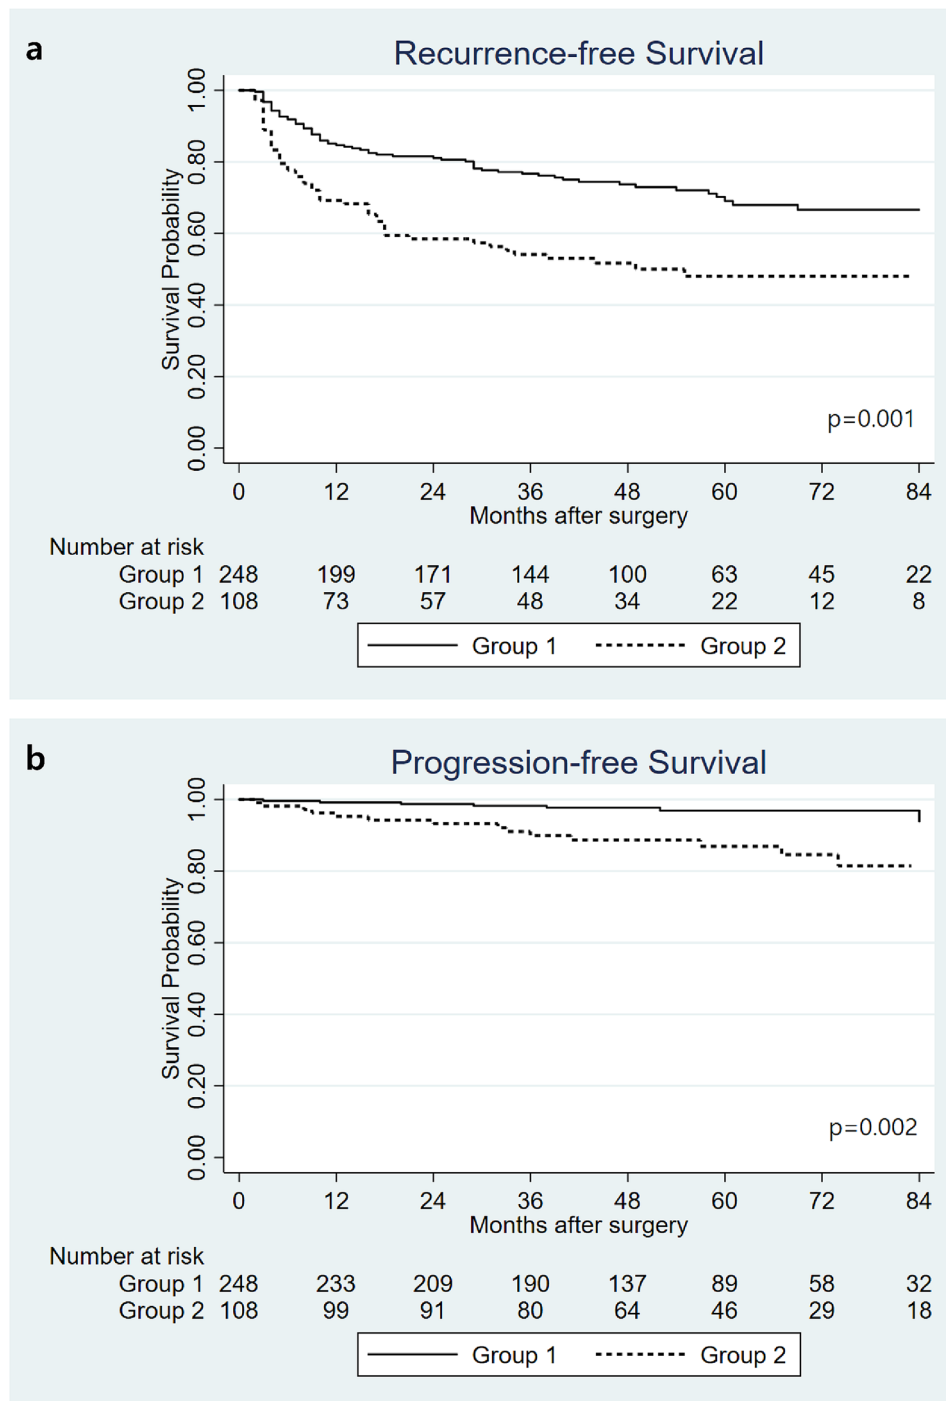 a
Recurrence-free Survival
Survival Probability
1.00
0.80
0.60
0.40
0.20
0.00
p=0.001
0 12 24 36 48 60 72 84
Months after surgery
Number at risk
Group 1 248 199 171 144 100 63 45 22
Group 2 108 73 57 48 34 22 12 8
Group 1 Group 2
b
Progression-free Survival
Survival Probability
1.00
0.80
0.60
0.40
0.20
0.00
p=0.002
0 12 24 36 48 60 72 84
Months after surgery
Number at risk
Group 1 248 233 209 190 137 89 58 32
Group 2 108 99 91 80 64 46 29 18
Group 1 Group 2